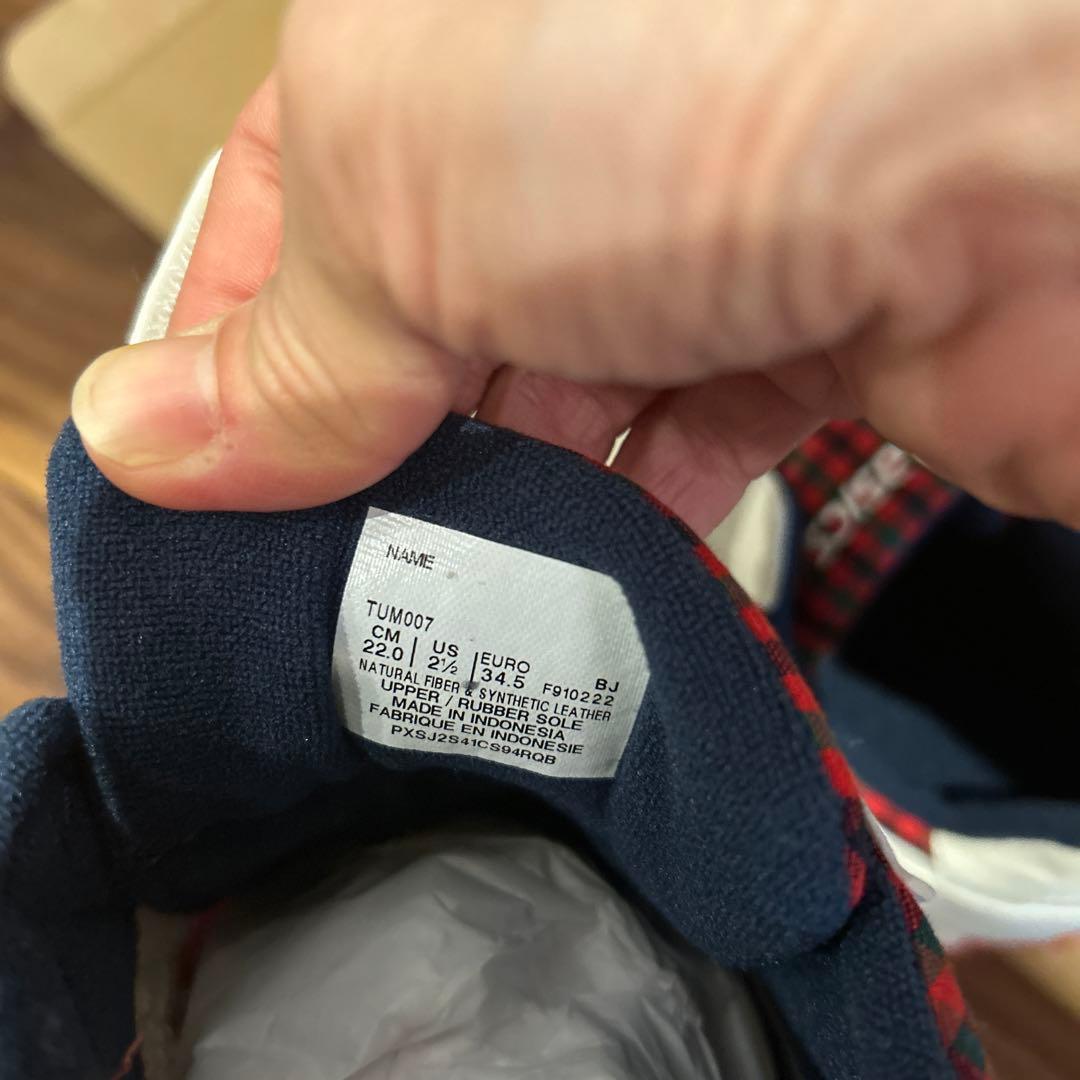 NAME
TUM007
CM US EURO
22.0 2½ 34.5 F910222 BJ
NATURAL FIBER & SYNTHETIC LEATHER
UPPER / RUBBER SOLE
MADE IN INDONESIA
FABRIQUE EN INDONESIE
PXSJ2S41CS94RQB